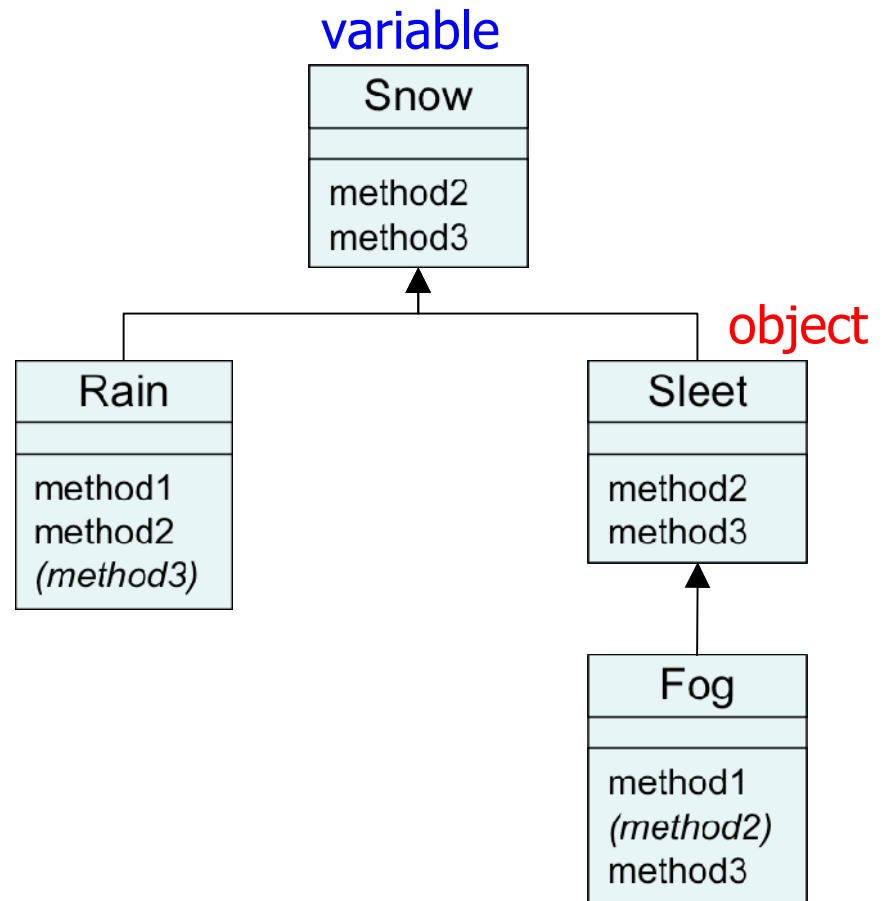 variable
Snow
method2
method3
object
Rain
method1
method2
(method3)
Sleet
method2
method3
Fog
method1
(method2)
method3